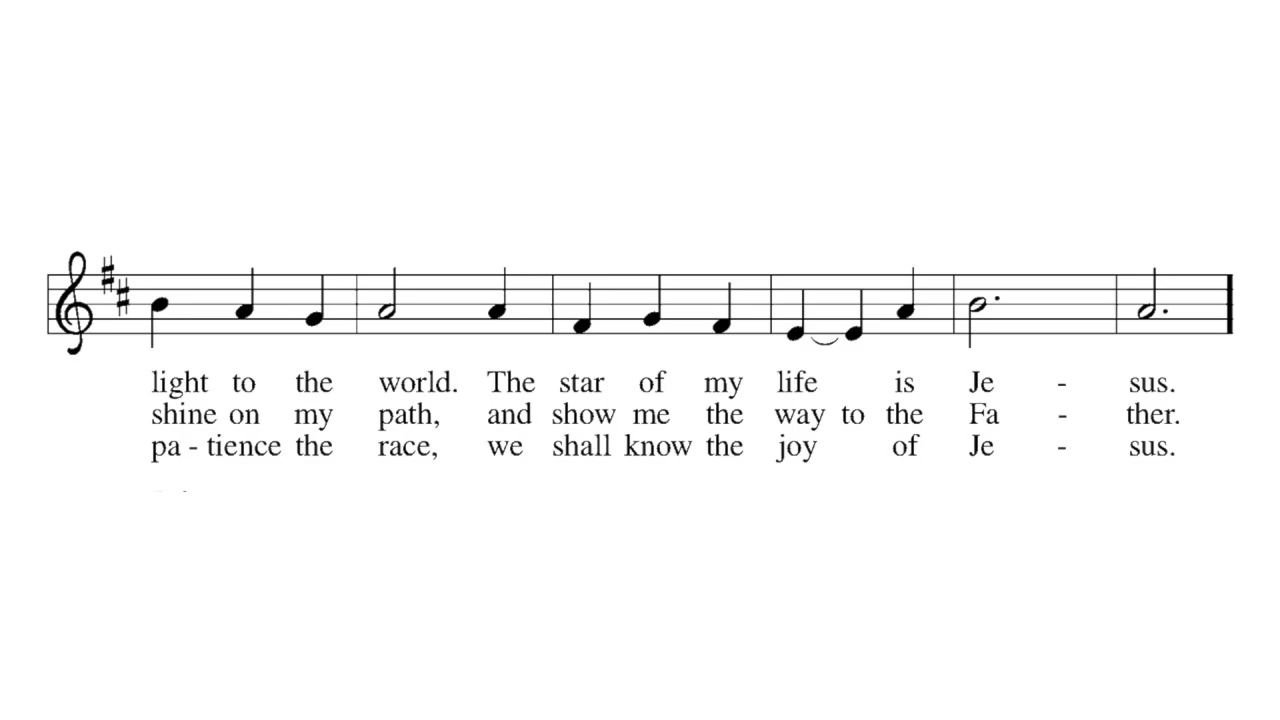 light to the world. The star of my life is Je - sus.
shine on my path, and show me the way to the Fa - ther.
pa - tience the race, we shall know the joy of Je - sus.